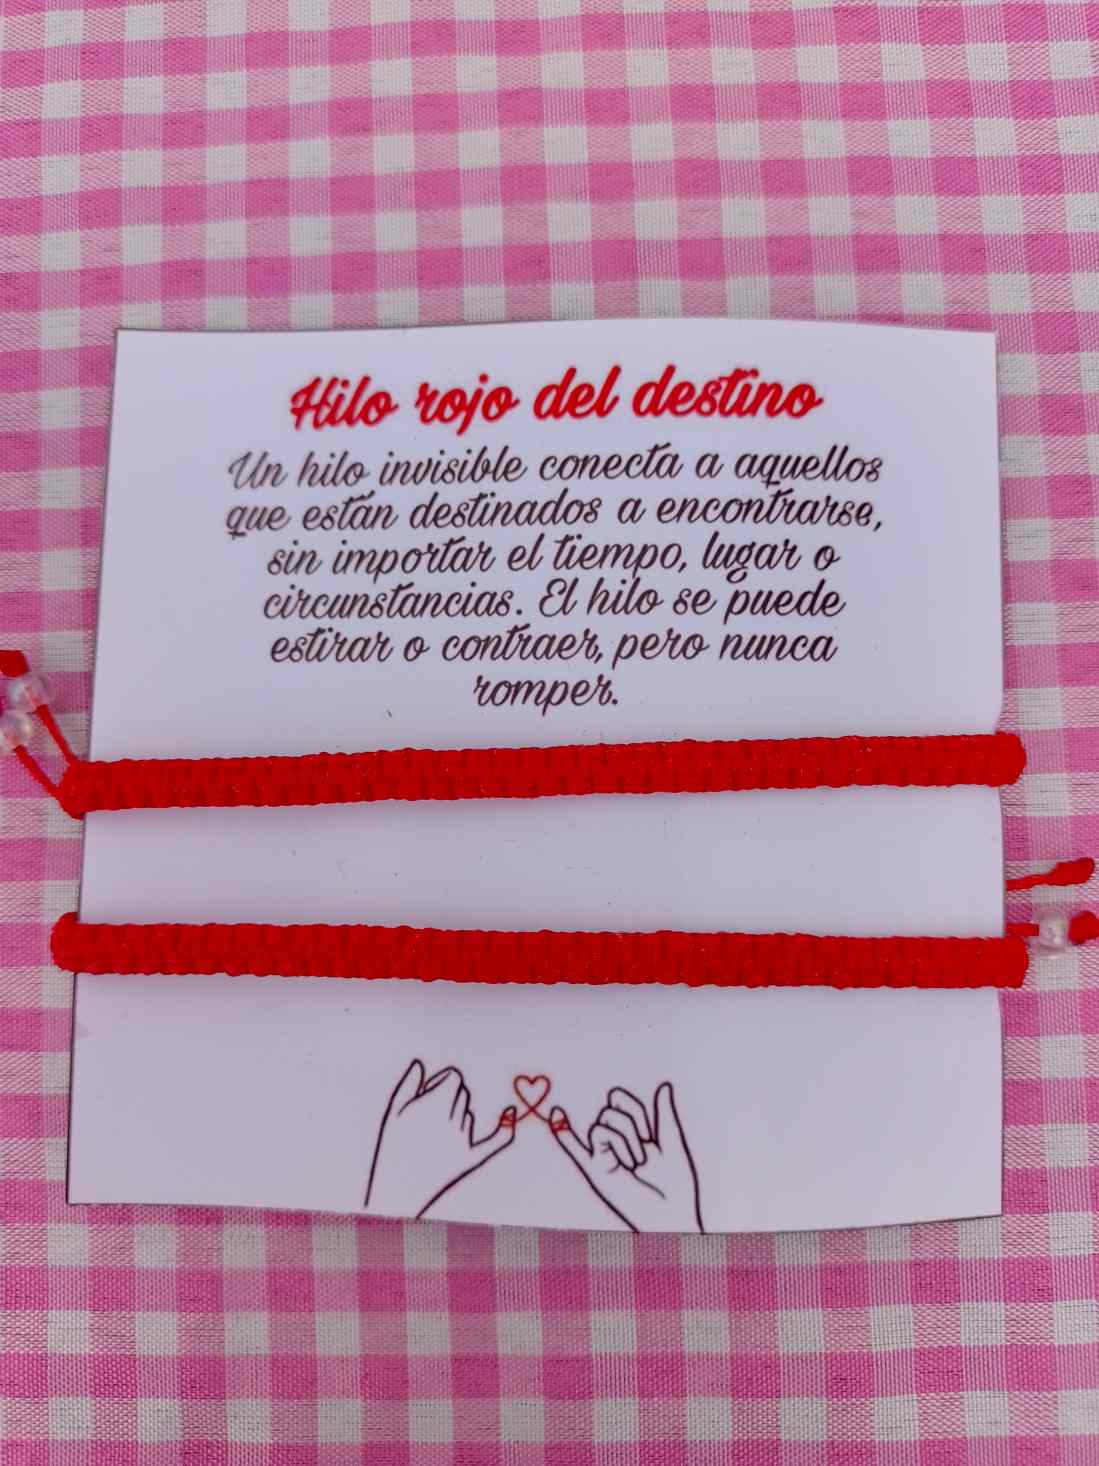 Hilo rojo del destino
Un hilo invisible conecta a aquellos
que están destinados a encontrarse,
sin importar el tiempo, lugar o
circunstancias. El hilo se puede
estirar o contraer, pero nunca
romper.